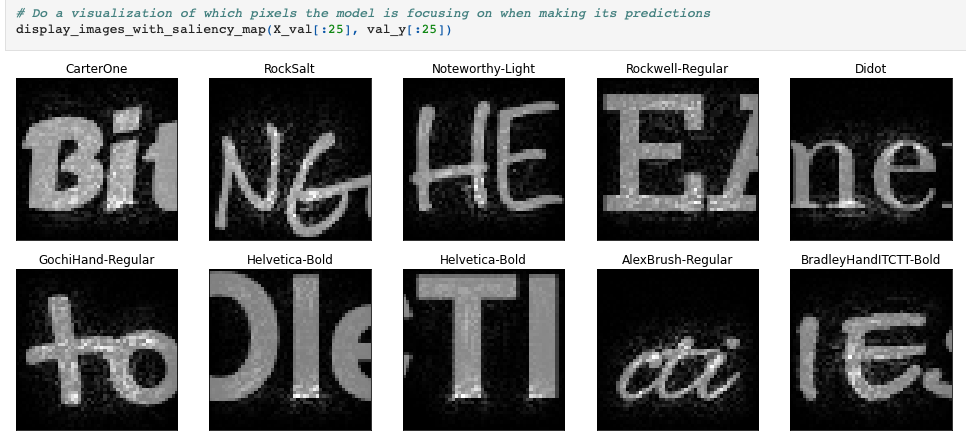 # Do a visualization of which pixels the model is focusing on when making its predictions
display_images_with_saliency_map(X_val[:25], val_y[:25])
CarterOne RockSalt Noteworthy-Light Rockwell-Regular Didot
Bit NG HE EA ne
GochiHand-Regular Helvetica-Bold Helvetica-Bold AlexBrush-Regular BradleyHandITCTT-Bold
to Ole TI cti IES